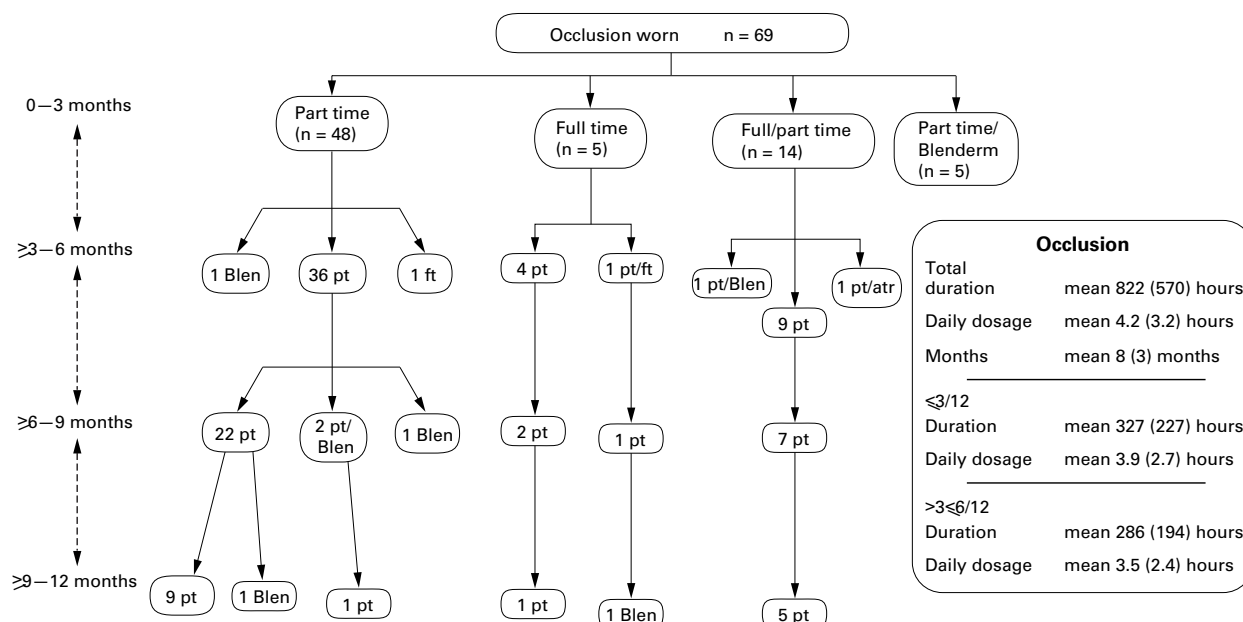 Occlusion worn n = 69
0–3 months
Part time
(n = 48)
Full time
(n = 5)
Full/part time
(n = 14)
Part time/
Blenderm
(n = 5)
⩾3–6 months
1 Blen
36 pt
1 ft
4 pt
1 pt/ft
1 pt/Blen
1 pt/atr
9 pt
⩾6–9 months
22 pt
2 pt/
Blen
1 Blen
2 pt
1 pt
7 pt
⩾9–12 months
9 pt
1 Blen
1 pt
1 pt
1 Blen
5 pt
Occlusion
Total
duration mean 822 (570) hours
Daily dosage mean 4.2 (3.2) hours
Months mean 8 (3) months
⩽3/12
Duration mean 327 (227) hours
Daily dosage mean 3.9 (2.7) hours
>3⩽6/12
Duration mean 286 (194) hours
Daily dosage mean 3.5 (2.4) hours